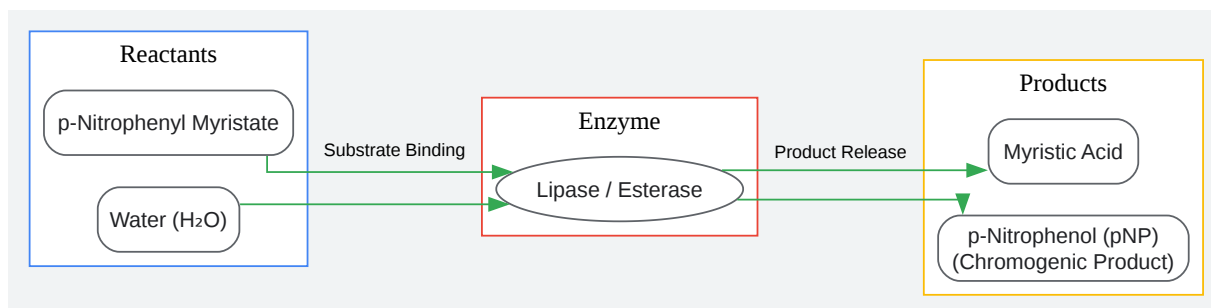 Reactants
p-Nitrophenyl Myristate
Water (H₂O)
Substrate Binding
Enzyme
Lipase / Esterase
Product Release
Products
Myristic Acid
p-Nitrophenol (pNP)
(Chromogenic Product)